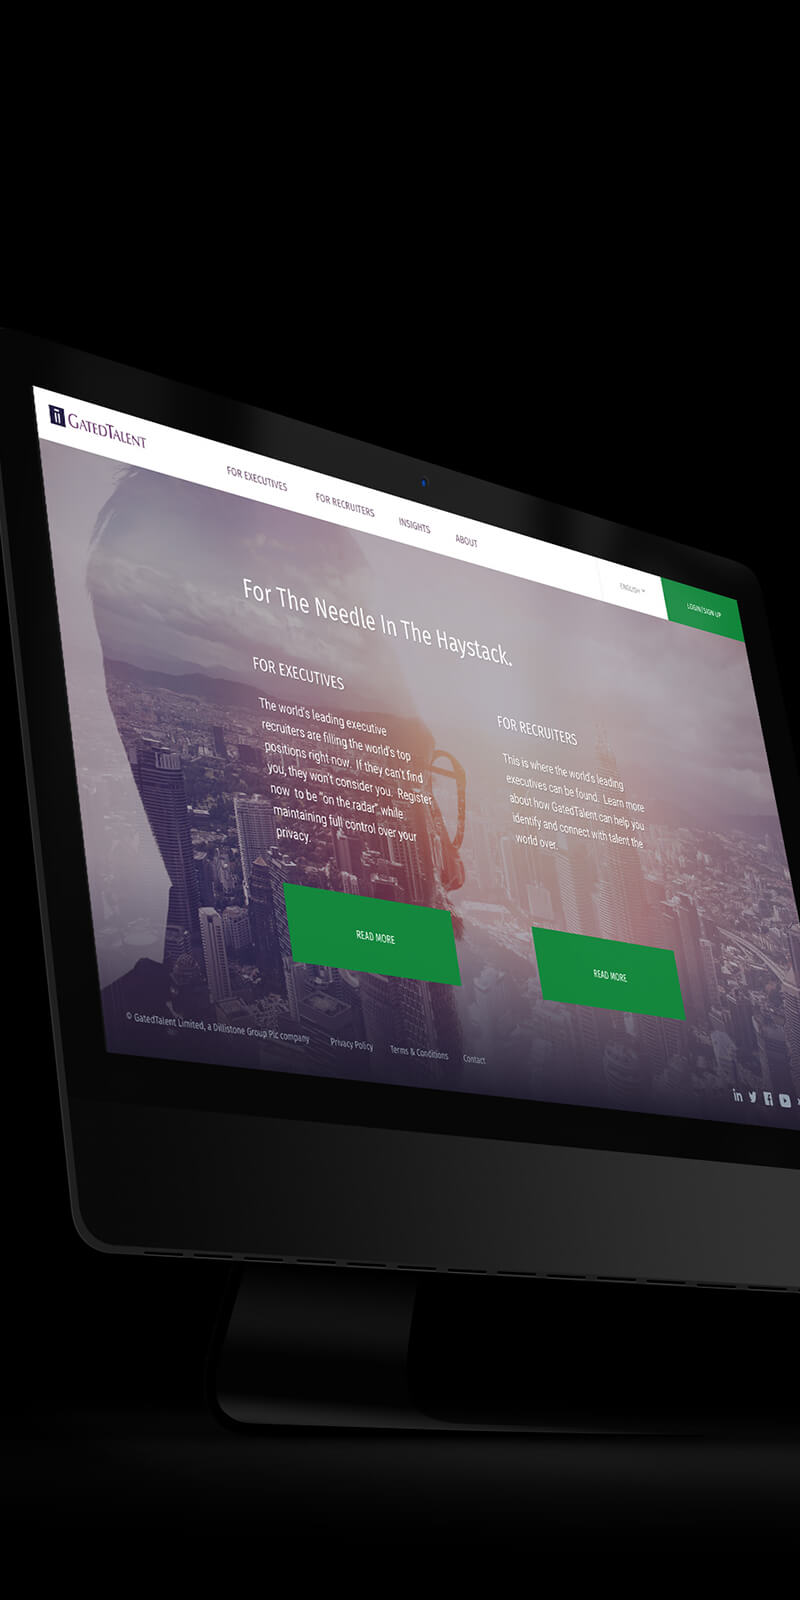 GATEDTALENT
FOR EXECUTIVES
FOR RECRUITERS
INSIGHTS
ABOUT
ENGLISH
LOGIN/SIGN UP
For The Needle In The Haystack.
FOR EXECUTIVES
The world's leading executive
recruiters are filling the world's top
positions right now. If they can't find
you, they won't consider you. Register
now to be "on the radar" while
maintaining full control over your
privacy.
READ MORE
FOR RECRUITERS
This is where the world's leading
executives can be found. Learn more
about how GatedTalent can help you
identify and connect with talent the
world over.
READ MORE
© GatedTalent Limited, a Dillistone Group Plc company
Privacy Policy
Terms & Conditions
Contact